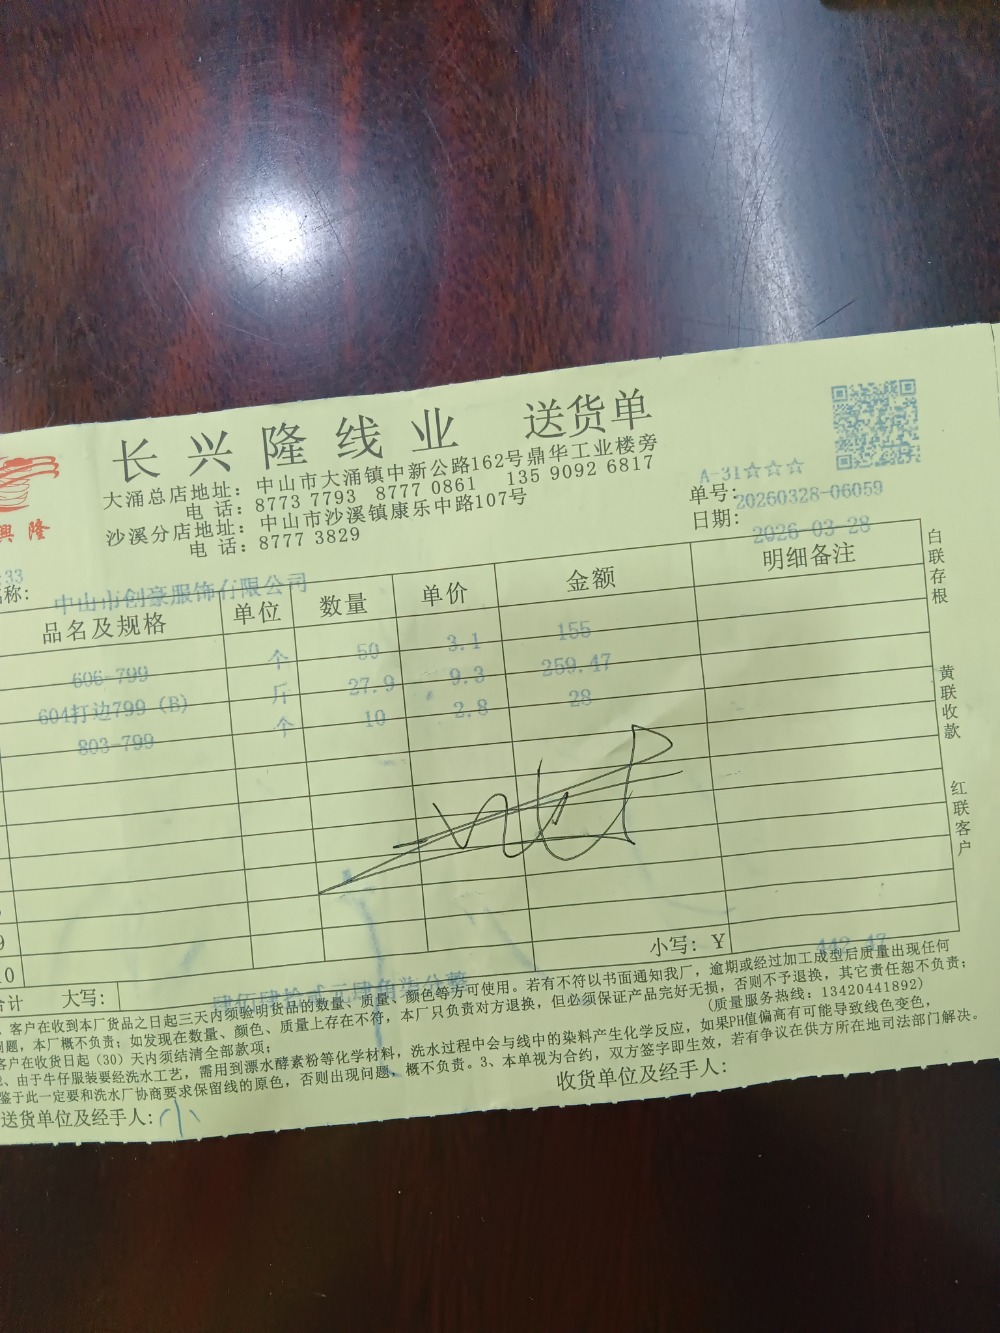 长兴隆线业 送货单
興隆
大涌总店地址：中山市大涌镇中新公路162号鼎华工业楼旁
电话：8773 7793 8777 0861 135 9092 6817
沙溪分店地址：中山市沙溪镇康乐中路107号
电话：8777 3829
A-31☆☆☆
单号：20260328-06059
日期：2026-03-28
:33
称：中山市创豪服饰有限公司
品名及规格 单位 数量 单价 金额 明细备注
606-799 个 50 3.1 155
604打边799 (B) 斤 27.9 9.3 259.47
803-799 个 10 2.8 28
9
10
合计 大写：肆佰肆拾贰元肆角柒分整 小写：Y 442.47
白联存根
黄联收款
红联客户
、客户在收到本厂货品之日起三天内须验明货品的数量、质量、颜色等方可使用。若有不符以书面通知我厂，逾期或经过加工成型后质量出现任何
问题，本厂概不负责；如发现在数量、颜色、质量上存在不符，本厂只负责对方退换，但必须保证产品完好无损，否则不予退换，其它责任恕不负责；
客户在收货日起（30）天内须结清全部款项； (质量服务热线：13420441892)
、由于牛仔服装要经洗水工艺，需用到漂水酵素粉等化学材料，洗水过程中会与线中的染料产生化学反应，如果PH值偏高有可能导致线色变色，
鉴于此一定要和洗水厂协商要求保留线的原色，否则出现问题，概不负责。3、本单视为合约，双方签字即生效，若有争议在供方所在地司法部门解决。
送货单位及经手人： 收货单位及经手人：